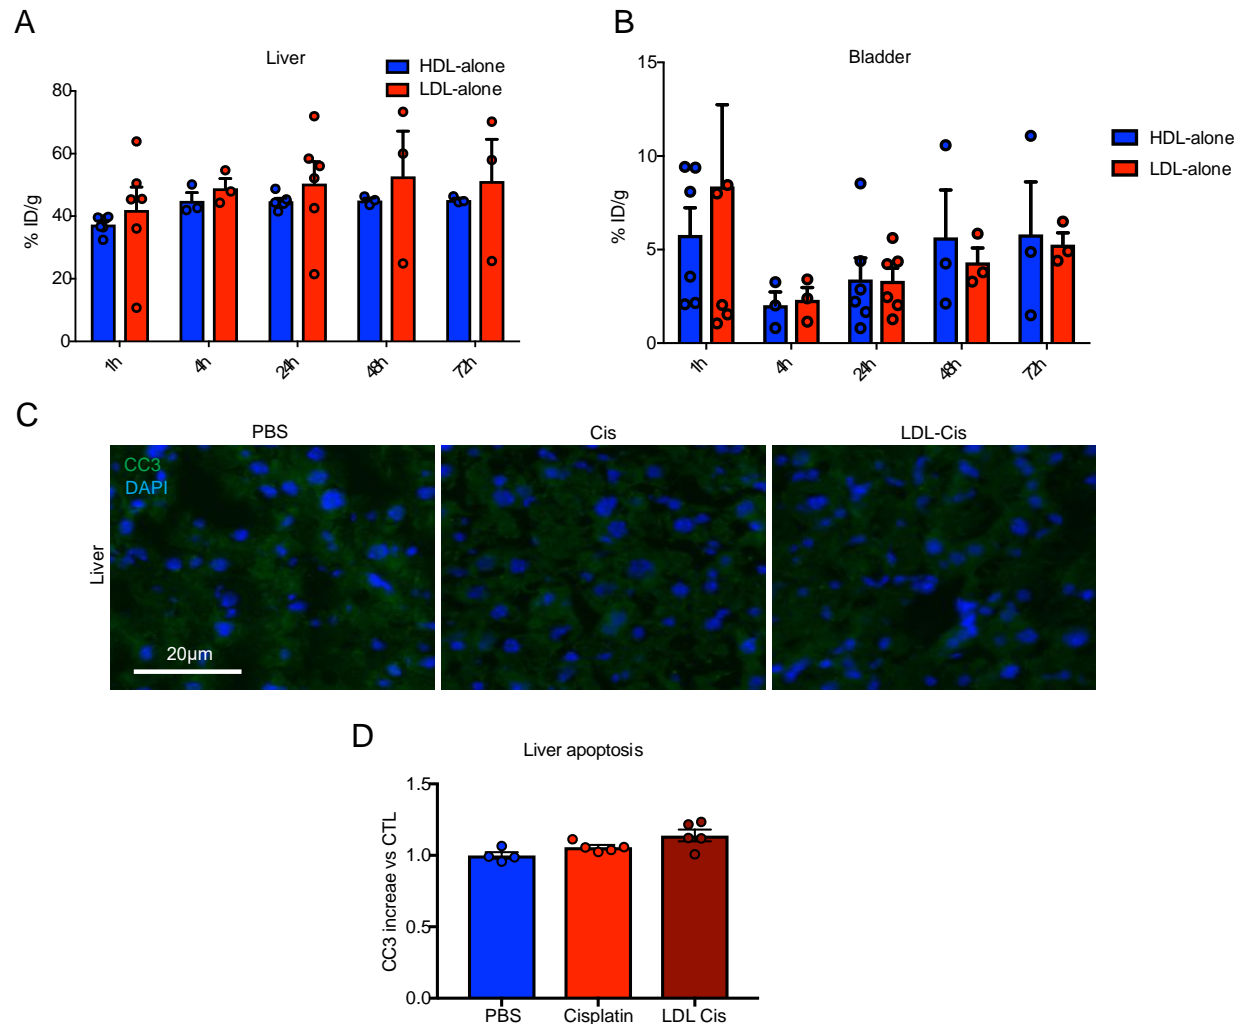 A
Liver
HDL-alone
LDL-alone
% ID/g
80
60
40
20
0
1h
4h
24h
48h
72h
B
Bladder
HDL-alone
LDL-alone
% ID/g
15
10
5
0
1h
4h
24h
48h
72h
C
PBS
Cis
LDL-Cis
CC3
DAPI
Liver
20µm
D
Liver apoptosis
CC3 increae vs CTL
1.5
1.0
0.5
0.0
PBS
Cisplatin
LDL Cis